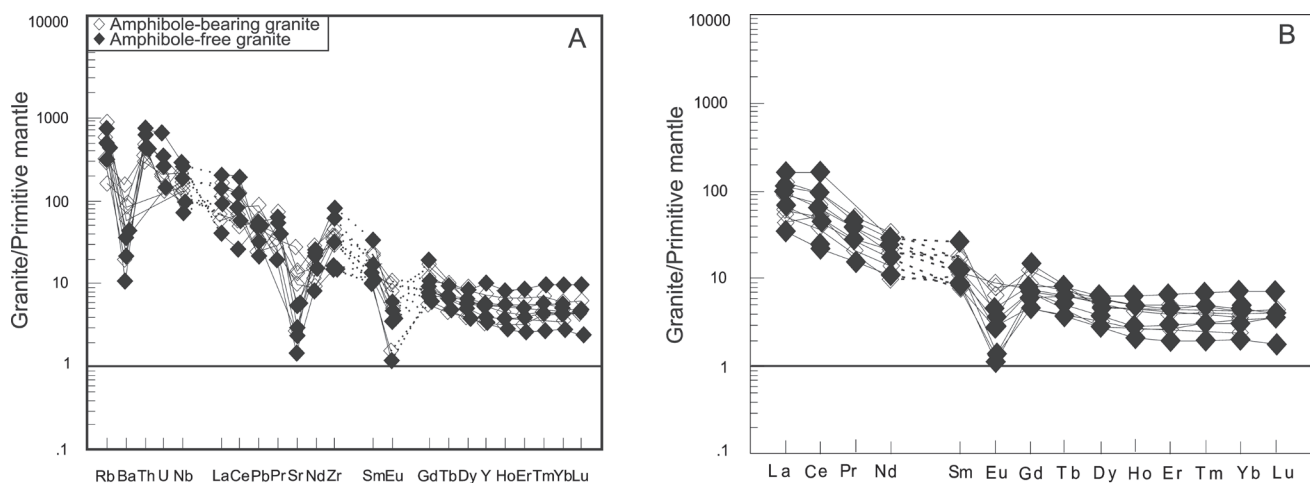 10000
Amphibole-bearing granite
Amphibole-free granite
A
1000
100
10
1
.1
Granite/Primitive mantle
Rb Ba Th U Nb La Ce Pb Pr Sr Nd Zr Sm Eu Gd Tb Dy Y Ho Er Tm Yb Lu
10000
B
1000
100
10
1
.1
Granite/Primitive mantle
La Ce Pr Nd Sm Eu Gd Tb Dy Ho Er Tm Yb Lu